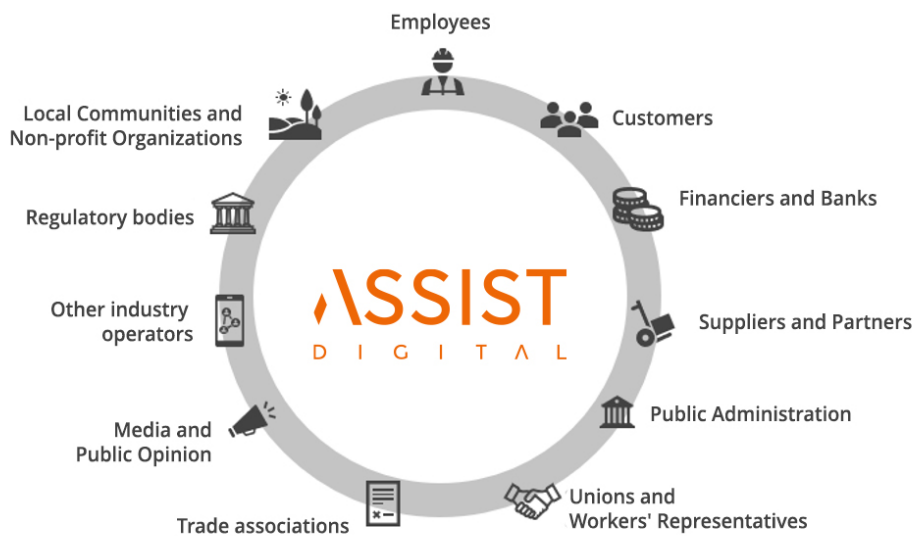 Employees
Customers
Financiers and Banks
Suppliers and Partners
Public Administration
Unions and
Workers' Representatives
Trade associations
Media and
Public Opinion
Other industry
operators
Regulatory bodies
Local Communities and
Non-profit Organizations
ASSIST
DIGITAL